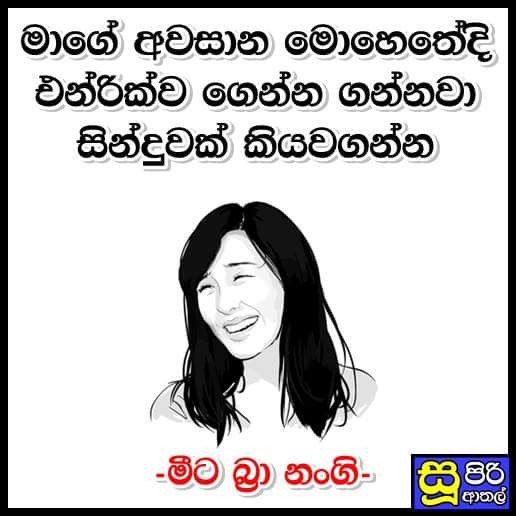 මාගේ අවසාන මොහෙතේදි
එන්රික්ව ගෙන්න ගන්නවා
සින්දුවක් කියවගන්න
-මීට බ්‍රා නංගි-
සූපිරි
ආතල්